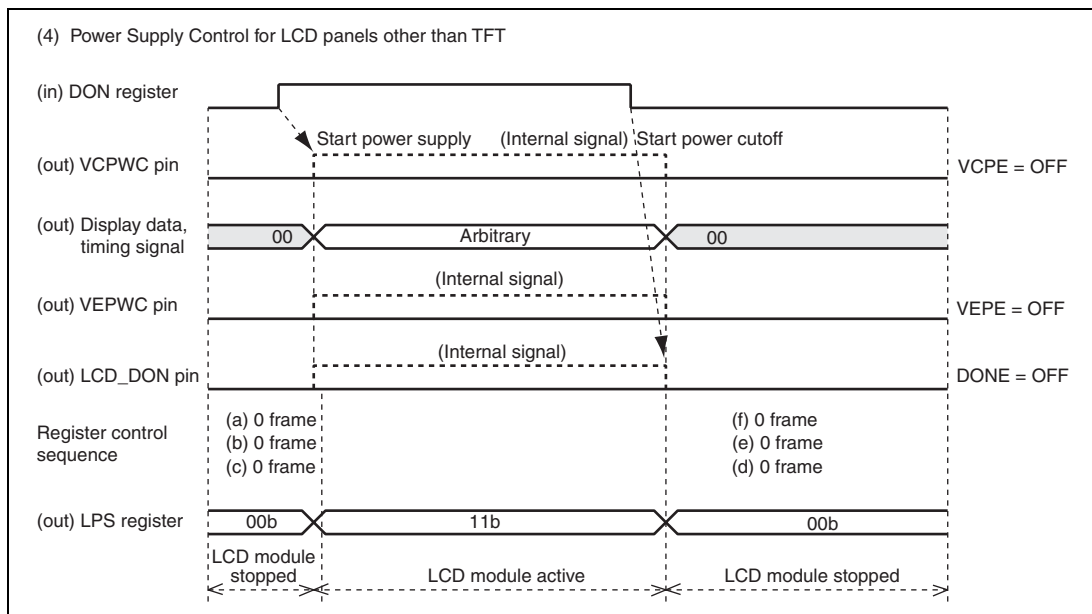 (4) Power Supply Control for LCD panels other than TFT
(in) DON register
Start power supply (Internal signal) Start power cutoff
(out) VCPWC pin VCPE = OFF
(out) Display data,
timing signal
00 Arbitrary 00
(Internal signal)
(out) VEPWC pin VEPE = OFF
(Internal signal)
(out) LCD_DON pin DONE = OFF
Register control
sequence
(a) 0 frame
(b) 0 frame
(c) 0 frame
(f) 0 frame
(e) 0 frame
(d) 0 frame
(out) LPS register 00b 11b 00b
LCD module
stopped
LCD module active
LCD module stopped